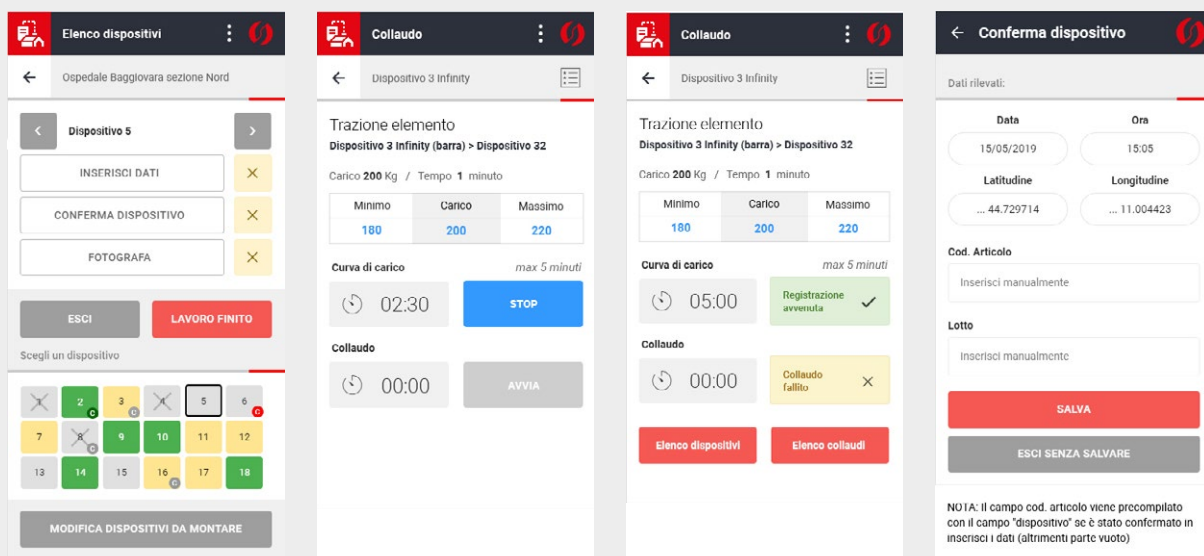 Elenco dispositivi
Ospedale Baggiovara sezione Nord
Dispositivo 5
INSERISCI DATI
CONFERMA DISPOSITIVO
FOTOGRAFA
ESCI
LAVORO FINITO
Scegli un dispositivo
1 2 C 3 C 4 5 6 C
7 8 C 9 10 11 12
13 14 15 16 C 17 18
MODIFICA DISPOSITIVI DA MONTARE
Collaudo
Dispositivo 3 Infinity
Trazione elemento
Dispositivo 3 Infinity (barra) > Dispositivo 32
Carico 200 Kg / Tempo 1 minuto
Minimo Carico Massimo
180 200 220
Curva di carico max 5 minuti
02:30 STOP
Collaudo
00:00 AVVIA
Collaudo
Dispositivo 3 Infinity
Trazione elemento
Dispositivo 3 Infinity (barra) > Dispositivo 32
Carico 200 Kg / Tempo 1 minuto
Minimo Carico Massimo
180 200 220
Curva di carico max 5 minuti
05:00 Registrazione
avvenuta
Collaudo
00:00 Collaudo
fallito
Elenco dispositivi Elenco collaudi
Conferma dispositivo
Dati rilevati:
Data Ora
15/05/2019 15:05
Latitudine Longitudine
... 44.729714 ... 11.004423
Cod. Articolo
Inserisci manualmente
Lotto
Inserisci manualmente
SALVA
ESCI SENZA SALVARE
NOTA: Il campo cod. articolo viene precompilato
con il campo "dispositivo" se è stato confermato in
inserisci i dati (altrimenti parte vuoto)